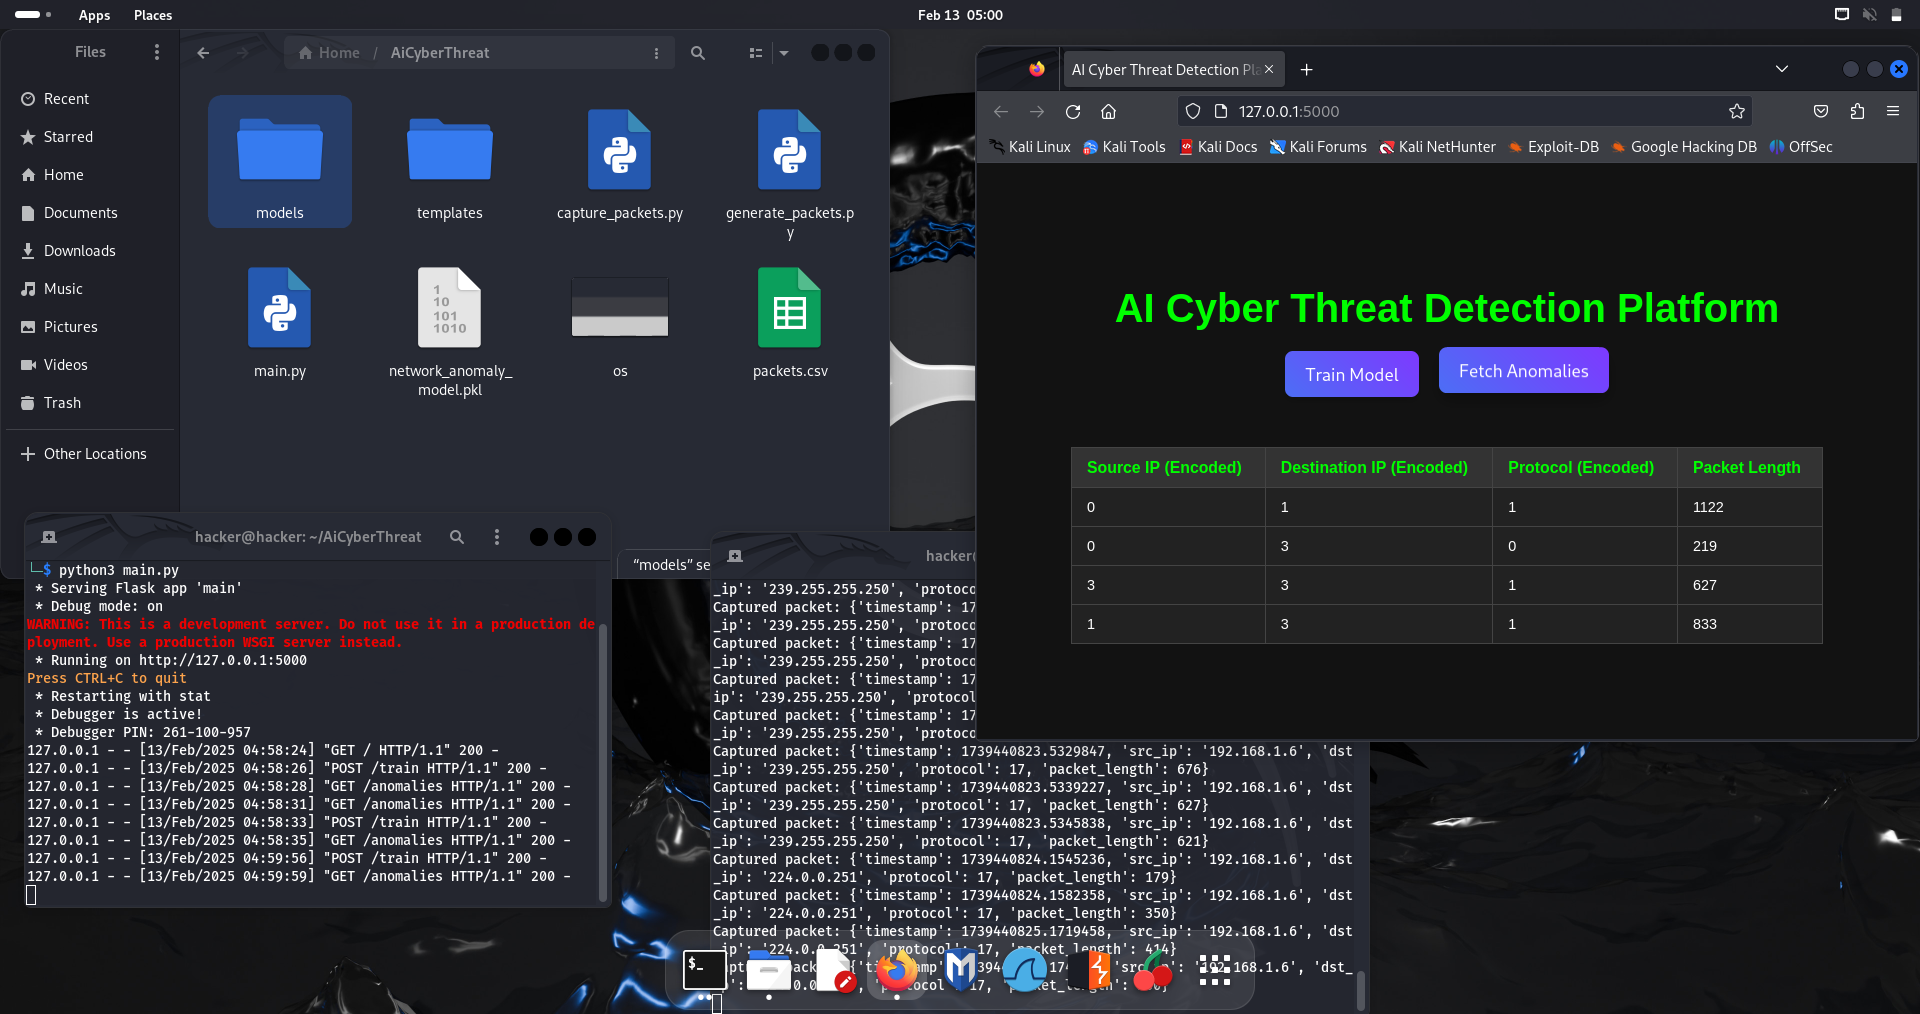 Apps Places
Feb 13 05:00
Files
Home / AiCyberThreat
Recent
Starred
Home
Documents
Downloads
Music
Pictures
Videos
Trash
Other Locations
models
templates
capture_packets.py
generate_packets.p
y
main.py
network_anomaly_
model.pkl
os
packets.csv
"models" se
hacker@hacker: ~/AiCyberThreat
└─$ python3 main.py
* Serving Flask app 'main'
* Debug mode: on
WARNING: This is a development server. Do not use it in a production de
ployment. Use a production WSGI server instead.
* Running on http://127.0.0.1:5000
Press CTRL+C to quit
* Restarting with stat
* Debugger is active!
* Debugger PIN: 261-100-957
127.0.0.1 - - [13/Feb/2025 04:58:24] "GET / HTTP/1.1" 200 -
127.0.0.1 - - [13/Feb/2025 04:58:26] "POST /train HTTP/1.1" 200 -
127.0.0.1 - - [13/Feb/2025 04:58:28] "GET /anomalies HTTP/1.1" 200 -
127.0.0.1 - - [13/Feb/2025 04:58:31] "GET /anomalies HTTP/1.1" 200 -
127.0.0.1 - - [13/Feb/2025 04:58:33] "POST /train HTTP/1.1" 200 -
127.0.0.1 - - [13/Feb/2025 04:58:35] "GET /anomalies HTTP/1.1" 200 -
127.0.0.1 - - [13/Feb/2025 04:59:56] "POST /train HTTP/1.1" 200 -
127.0.0.1 - - [13/Feb/2025 04:59:59] "GET /anomalies HTTP/1.1" 200 -
hacker@
_ip': '239.255.255.250', 'protoco
Captured packet: {'timestamp': 17
_ip': '239.255.255.250', 'protoco
Captured packet: {'timestamp': 17
_ip': '239.255.255.250', 'protoco
Captured packet: {'timestamp': 17
ip': '239.255.255.250', 'protocol
Captured packet: {'timestamp': 17
_ip': '239.255.255.250', 'protoco
Captured packet: {'timestamp': 1739440823.5329847, 'src_ip': '192.168.1.6', 'dst
_ip': '239.255.255.250', 'protocol': 17, 'packet_length': 676}
Captured packet: {'timestamp': 1739440823.5339227, 'src_ip': '192.168.1.6', 'dst
_ip': '239.255.255.250', 'protocol': 17, 'packet_length': 627}
Captured packet: {'timestamp': 1739440823.5345838, 'src_ip': '192.168.1.6', 'dst
_ip': '239.255.255.250', 'protocol': 17, 'packet_length': 621}
Captured packet: {'timestamp': 1739440824.1545236, 'src_ip': '192.168.1.6', 'dst
_ip': '224.0.0.251', 'protocol': 17, 'packet_length': 179}
Captured packet: {'timestamp': 1739440824.1582358, 'src_ip': '192.168.1.6', 'dst
_ip': '224.0.0.251', 'protocol': 17, 'packet_length': 350}
Captured packet: {'timestamp': 1739440825.1719458, 'src_ip': '192.168.1.6', 'dst
_ip': '224.0.0.251', 'protocol': 17, 'packet_length': 414}
AI Cyber Threat Detection Pla
127.0.0.1:5000
Kali Linux Kali Tools Kali Docs Kali Forums Kali NetHunter Exploit-DB Google Hacking DB OffSec
AI Cyber Threat Detection Platform
Train Model Fetch Anomalies
Source IP (Encoded) Destination IP (Encoded) Protocol (Encoded) Packet Length
0 1 1 1122
0 3 0 219
3 3 1 627
1 3 1 833